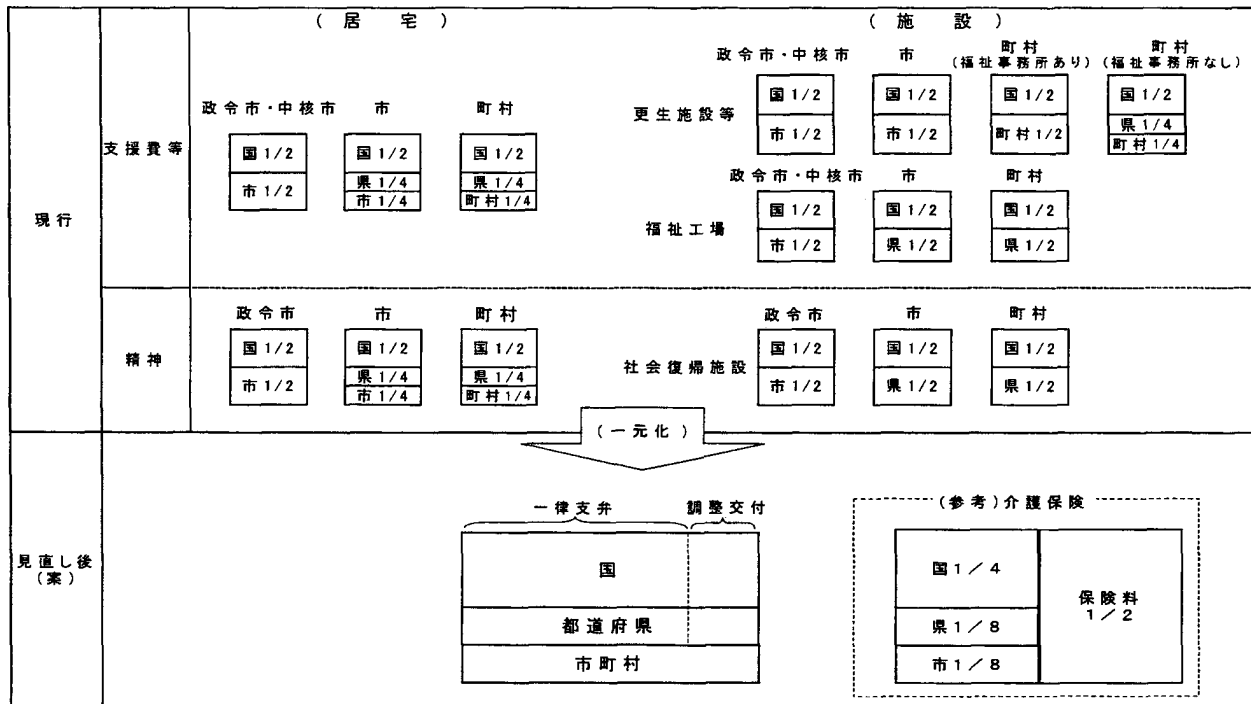 (居宅)
(施設)
現行
支援費等
政令市・中核市
市
町村
国1/2
市1/2
国1/2
県1/4
市1/4
国1/2
県1/4
町村1/4
更生施設等
政令市・中核市
市
町村
(福祉事務所あり)
町村
(福祉事務所なし)
国1/2
市1/2
国1/2
市1/2
国1/2
町村1/2
国1/2
県1/4
町村1/4
福祉工場
政令市・中核市
市
町村
国1/2
市1/2
国1/2
県1/2
国1/2
県1/2
精神
政令市
市
町村
国1/2
市1/2
国1/2
県1/4
市1/4
国1/2
県1/4
町村1/4
社会復帰施設
政令市
市
町村
国1/2
市1/2
国1/2
県1/2
国1/2
県1/2
(一元化)
見直し後
(案)
一律支弁
調整交付
国
都道府県
市町村
(参考)介護保険
国1/4
県1/8
市1/8
保険料
1/2